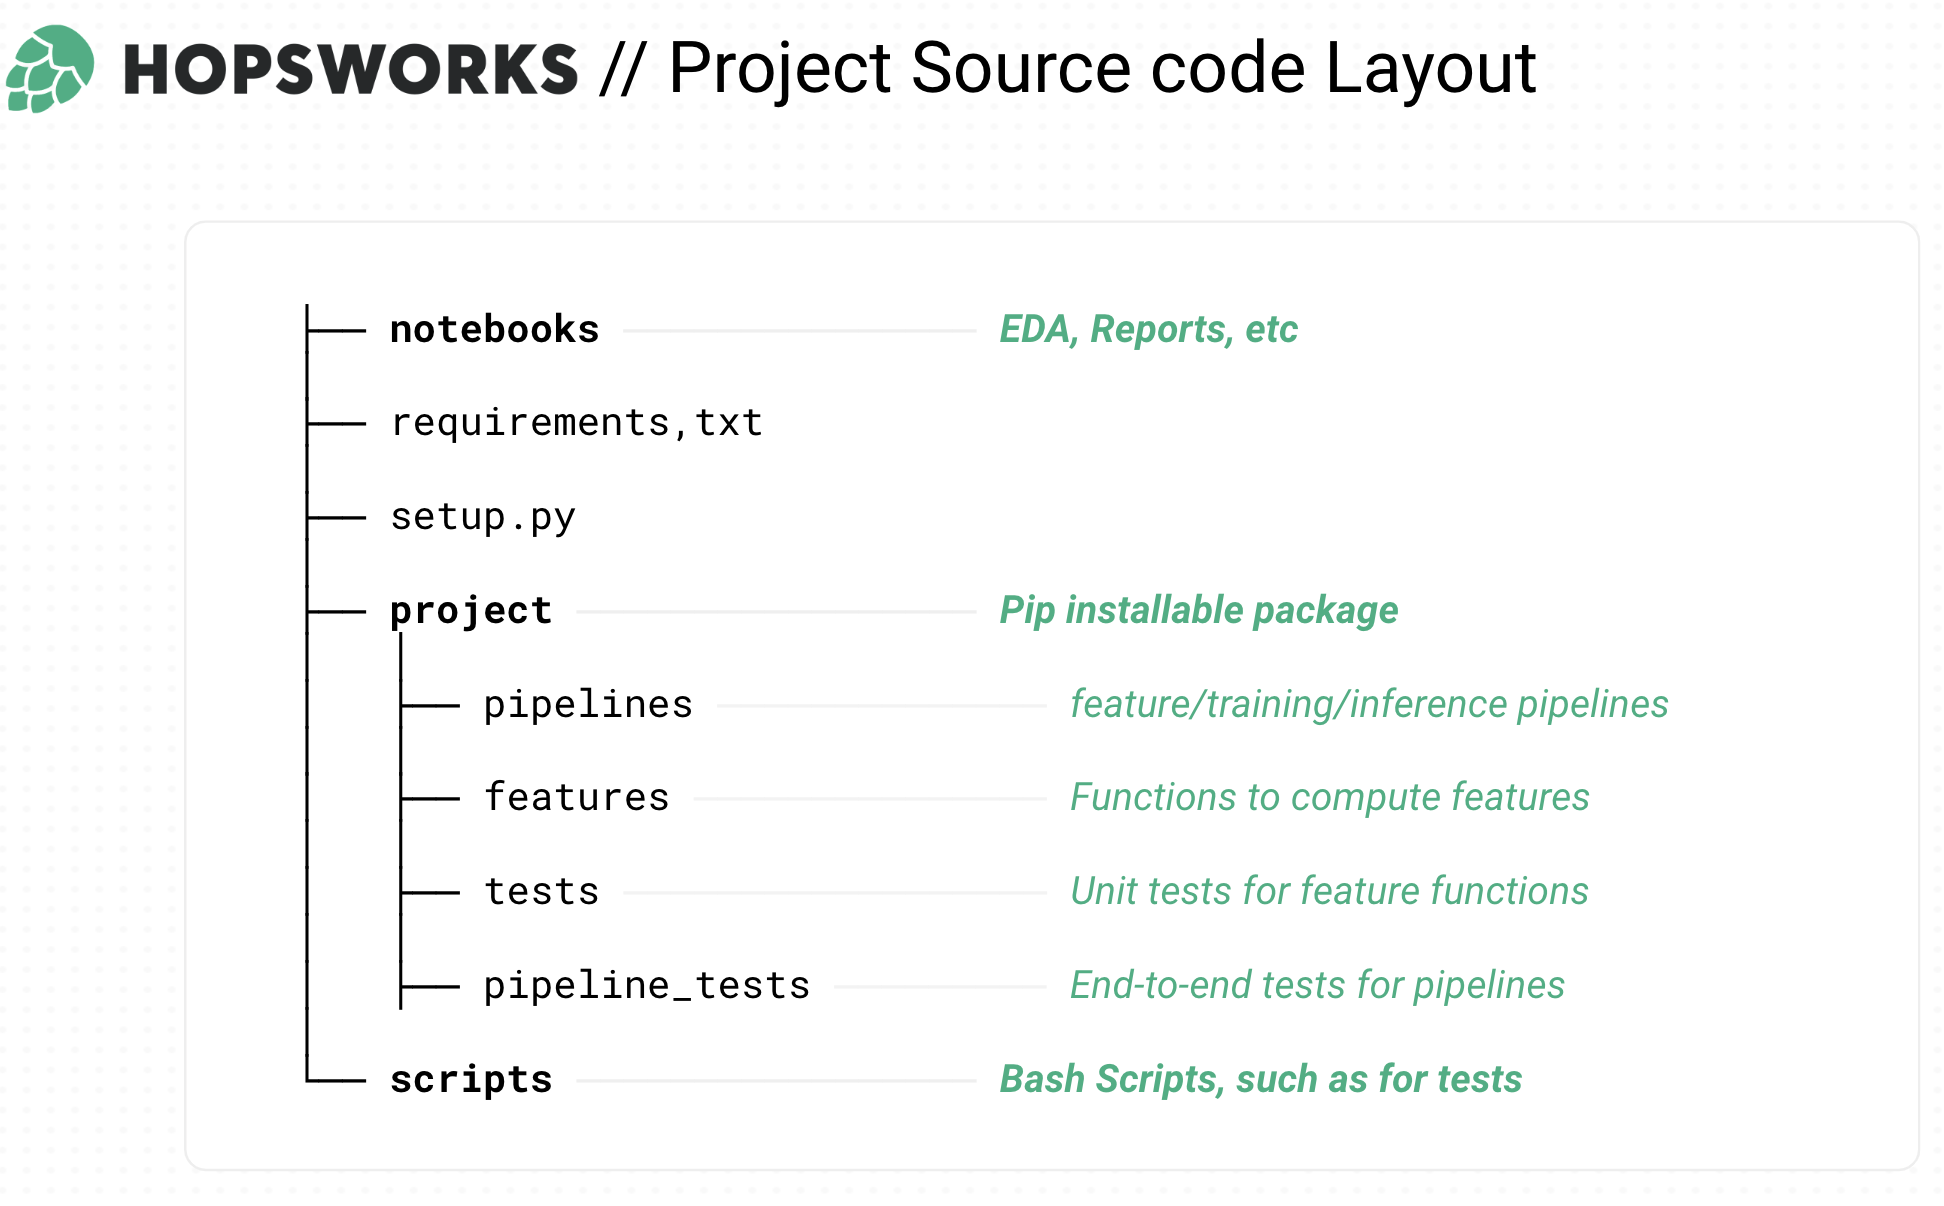 HOPSWORKS // Project Source code Layout
notebooks EDA, Reports, etc
requirements,txt
setup.py
project Pip installable package
pipelines feature/training/inference pipelines
features Functions to compute features
tests Unit tests for feature functions
pipeline_tests End-to-end tests for pipelines
scripts Bash Scripts, such as for tests